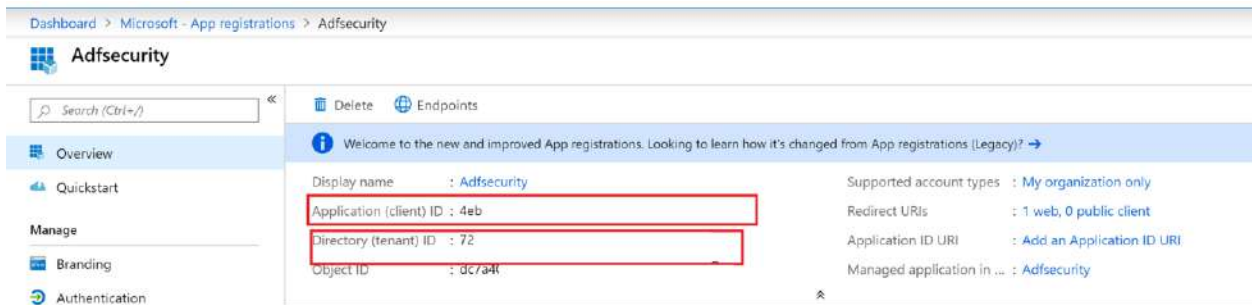 Dashboard > Microsoft - App registrations > Adfsecurity
Adfsecurity
Search (Ctrl+/)
«
Overview
Quickstart
Manage
Branding
Authentication
Delete Endpoints
Welcome to the new and improved App registrations. Looking to learn how it's changed from App registrations (Legacy)? →
Display name : Adfsecurity
Application (client) ID : 4eb
Directory (tenant) ID : 72
Object ID : dc7a4
Supported account types : My organization only
Redirect URIs : 1 web, 0 public client
Application ID URI : Add an Application ID URI
Managed application in ... : Adfsecurity